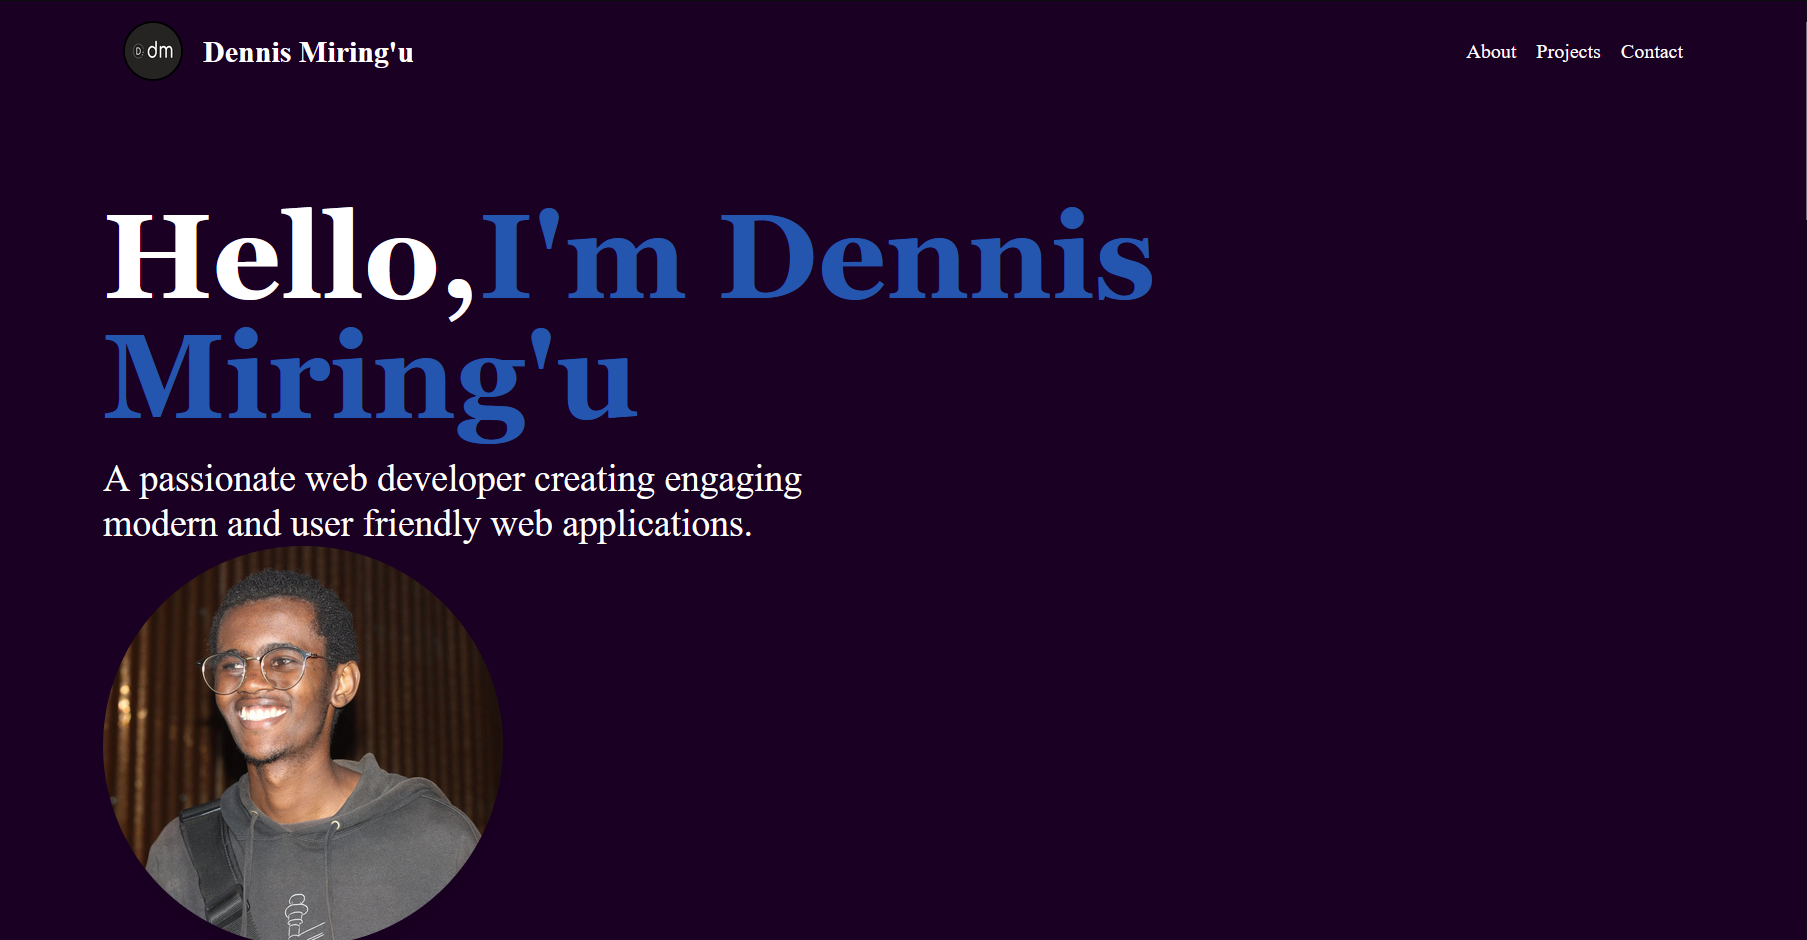 D. dm
Dennis Miring'u
About Projects Contact
Hello,I'm Dennis
Miring'u
A passionate web developer creating engaging
modern and user friendly web applications.